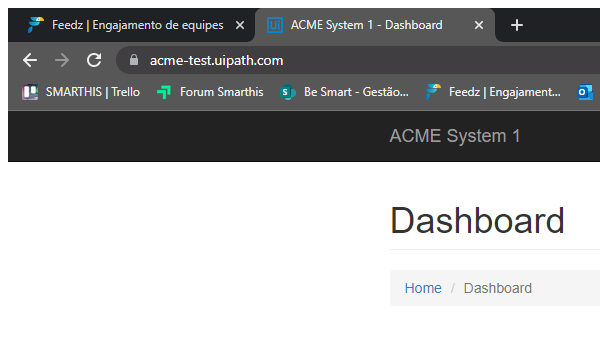 Feedz | Engajamento de equipes
Ui ACME System 1 - Dashboard
acme-test.uipath.com
SMARTHIS | Trello Forum Smarthis S Be Smart - Gestão... Feedz | Engajament...
ACME System 1
Dashboard
Home / Dashboard